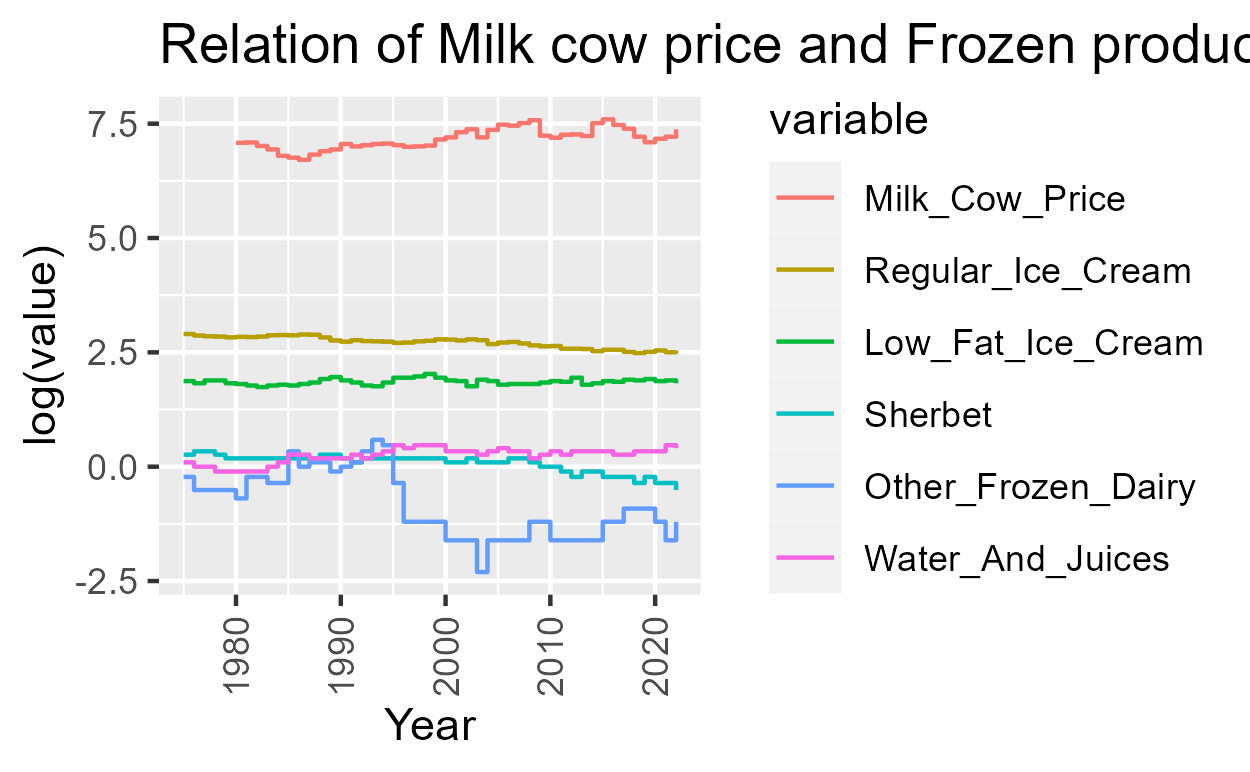 Relation of Milk cow price and Frozen produc
7.5
5.0
2.5
0.0
-2.5
log(value)
1980
1990
2000
2010
2020
Year
variable
Milk_Cow_Price
Regular_Ice_Cream
Low_Fat_Ice_Cream
Sherbet
Other_Frozen_Dairy
Water_And_Juices